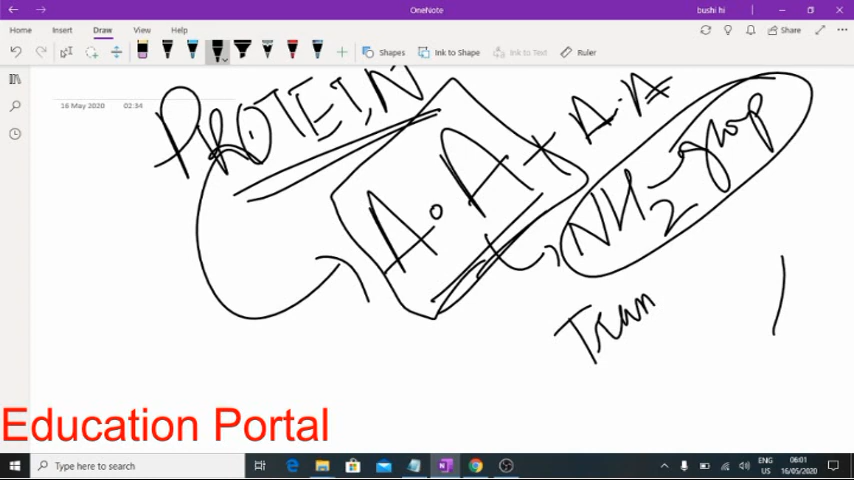 OneNote
bushi hi
Home Insert Draw View Help
Share
Shapes Ink to Shape Ink to Text Ruler
16 May 2020 02:34
PROTEIN
A.A + A.A
NH2 - group
Tran
Education Portal
Type here to search
ENG 06:01
US 16/05/2020